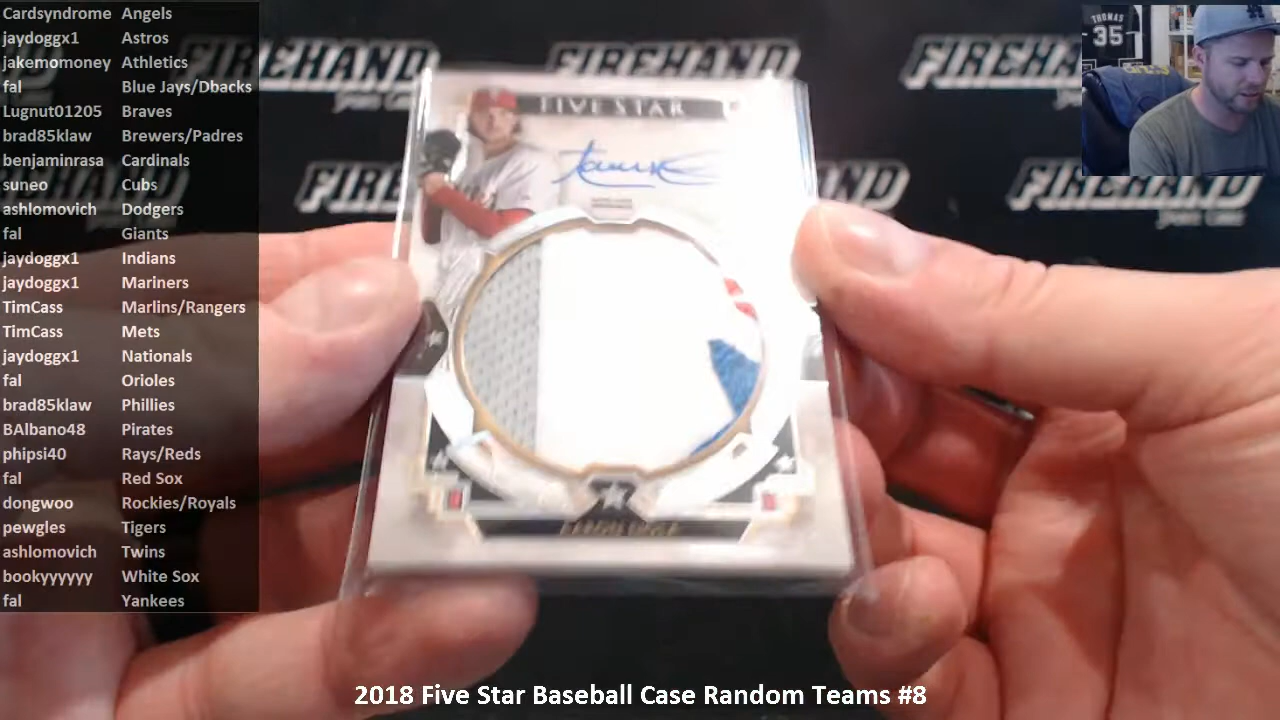 Cardsyndrome Angels
jaydoggx1 Astros
jakemomoney Athletics
fal Blue Jays/Dbacks
Lugnut01205 Braves
brad85klaw Brewers/Padres
benjaminrasa Cardinals
suneo Cubs
ashlomovich Dodgers
fal Giants
jaydoggx1 Indians
jaydoggx1 Mariners
TimCass Marlins/Rangers
TimCass Mets
jaydoggx1 Nationals
fal Orioles
brad85klaw Phillies
BAlbano48 Pirates
phipsi40 Rays/Reds
fal Red Sox
dongwoo Rockies/Royals
pewgles Tigers
ashlomovich Twins
bookyyyyyy White Sox
fal Yankees
FIREHAND
FIREHAND
FIREHAND
FIREHAND
THOMAS
35
FIVE STAR
2018 Five Star Baseball Case Random Teams #8